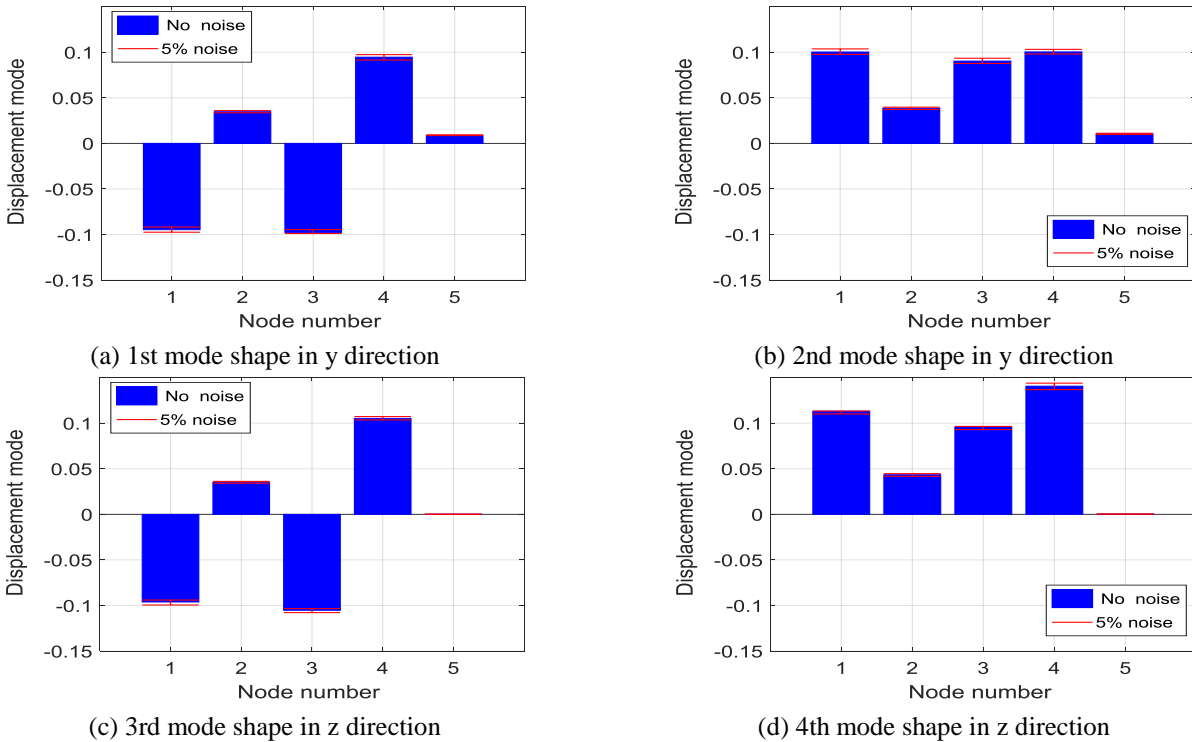 No noise
5% noise
0.1
0.05
0
-0.05
-0.1
-0.15
Displacement mode
1 2 3 4 5
Node number
(a) 1st mode shape in y direction
0.1
0.05
0
-0.05
-0.1
-0.15
Displacement mode
No noise
5% noise
1 2 3 4 5
Node number
(b) 2nd mode shape in y direction
No noise
5% noise
0.1
0.05
0
-0.05
-0.1
-0.15
Displacement mode
1 2 3 4 5
Node number
(c) 3rd mode shape in z direction
0.1
0.05
0
-0.05
-0.1
-0.15
Displacement mode
No noise
5% noise
1 2 3 4 5
Node number
(d) 4th mode shape in z direction